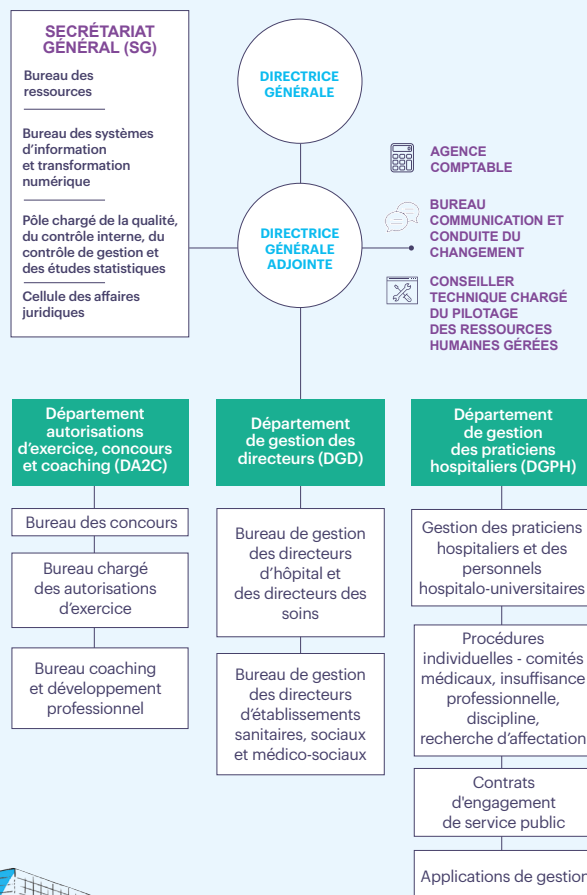 SECRÉTARIAT
GÉNÉRAL (SG)
Bureau des
ressources
Bureau des systèmes
d'information
et transformation
numérique
Pôle chargé de la qualité,
du contrôle interne, du
contrôle de gestion et
des études statistiques
Cellule des affaires
juridiques
DIRECTRICE
GÉNÉRALE
DIRECTRICE
GÉNÉRALE
ADJOINTE
AGENCE
COMPTABLE
BUREAU
COMMUNICATION ET
CONDUITE DU
CHANGEMENT
CONSEILLER
TECHNIQUE CHARGÉ
DU PILOTAGE
DES RESSOURCES
HUMAINES GÉRÉES
Département
autorisations
d'exercice, concours
et coaching (DA2C)
Bureau des concours
Bureau chargé
des autorisations
d'exercice
Bureau coaching
et développement
professionnel
Département
de gestion des
directeurs (DGD)
Bureau de gestion
des directeurs
d'hôpital et
des directeurs des
soins
Bureau de gestion
des directeurs
d'établissements
sanitaires, sociaux
et médico-sociaux
Département
de gestion
des praticiens
hospitaliers (DGPH)
Gestion des praticiens
hospitaliers et des
personnels
hospitalo-universitaires
Procédures
individuelles - comités
médicaux, insuffisance
professionnelle,
discipline,
recherche d'affectation
Contrats
d'engagement
de service public
Applications de gestion